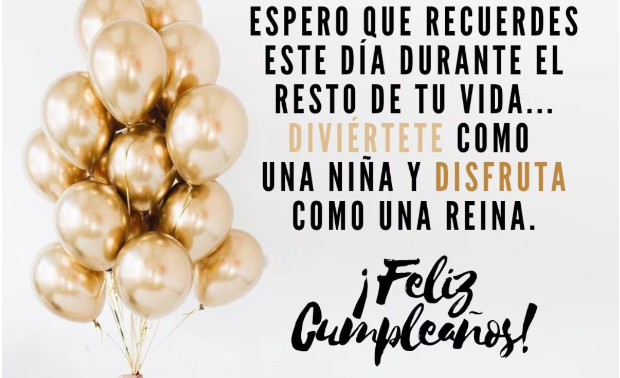 ESPERO QUE RECUERDES
ESTE DÍA DURANTE EL
RESTO DE TU VIDA...
DIVIÉRTETE COMO
UNA NIÑA Y DISFRUTA
COMO UNA REINA.
¡Feliz
Cumpleaños!